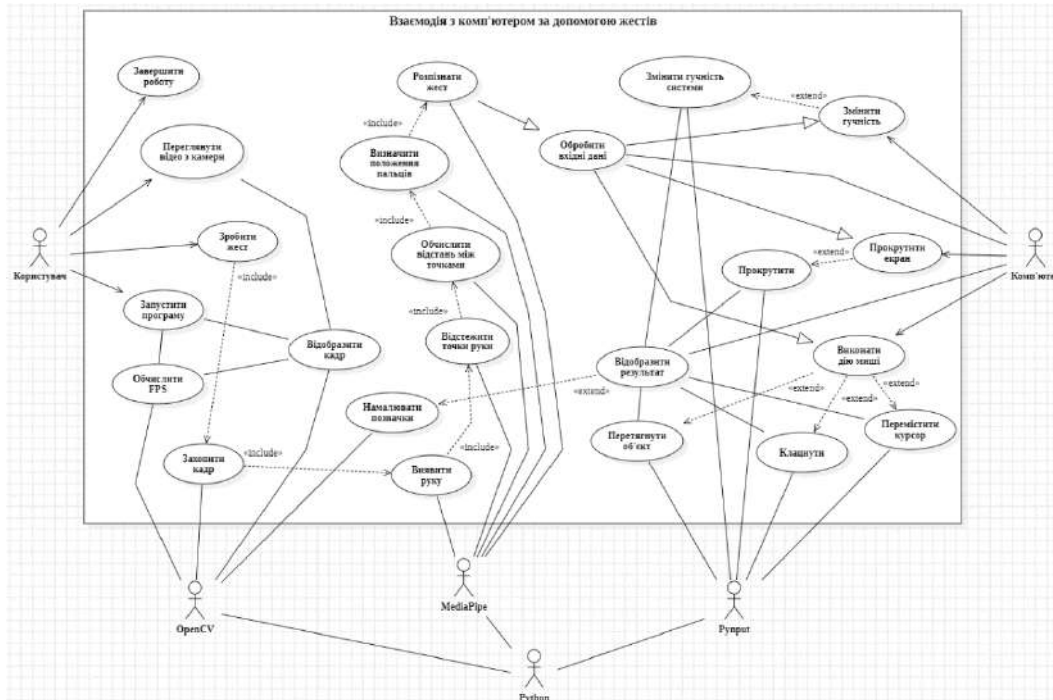 Взаємодія з комп'ютером за допомогою жестів
Завершити
роботу
Переглянути
відео з камери
Зробити
жест
«include»
Користувач
Запустити
програму
Обчислити
FPS
Відобразити
кадр
Захопити
кадр
«include»
Розпізнати
жест
«include»
Визначити
положення
пальців
«include»
Обчислити
відстань між
точками
«include»
Відстежити
точки руки
Намалювати
позначки
«include»
Виявити
руку
Змінити гучність
системи
«extend»
Змінити
гучність
Обробити
вхідні дані
Прокрутити
«extend»
Прокрутити
екран
Комп'юте
Відобразити
результат
«extend»
Виконати
дію миші
«extend»
«extend»
Перетягнути
об'єкт
Клацнути
Перемістити
курсор
OpenCV
MediaPipe
Pynput
Python